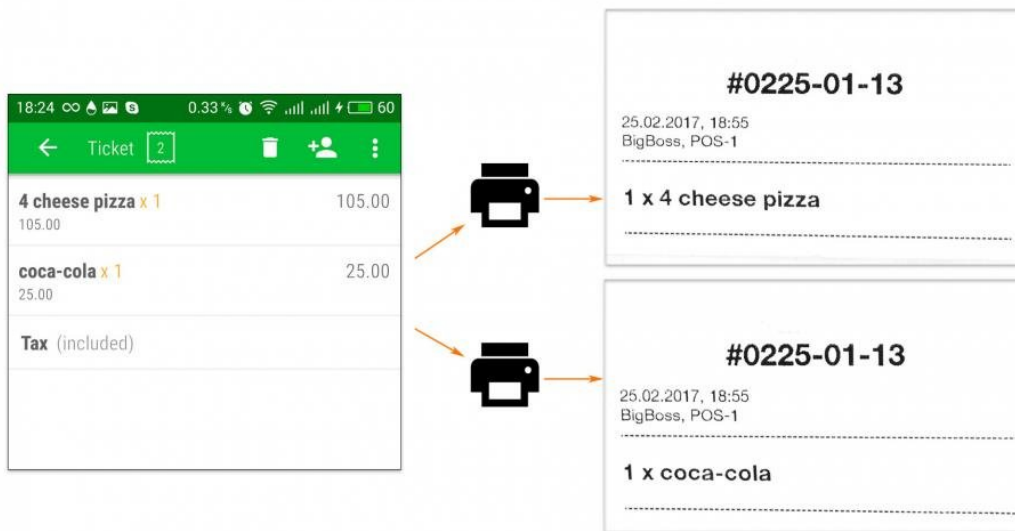 18:24 0.33 K/s 60
Ticket 2
4 cheese pizza x 1 105.00
105.00
coca-cola x 1 25.00
25.00
Tax (included)
#0225-01-13
25.02.2017, 18:55
BigBoss, POS-1
1 x 4 cheese pizza
#0225-01-13
25.02.2017, 18:55
BigBoss, POS-1
1 x coca-cola